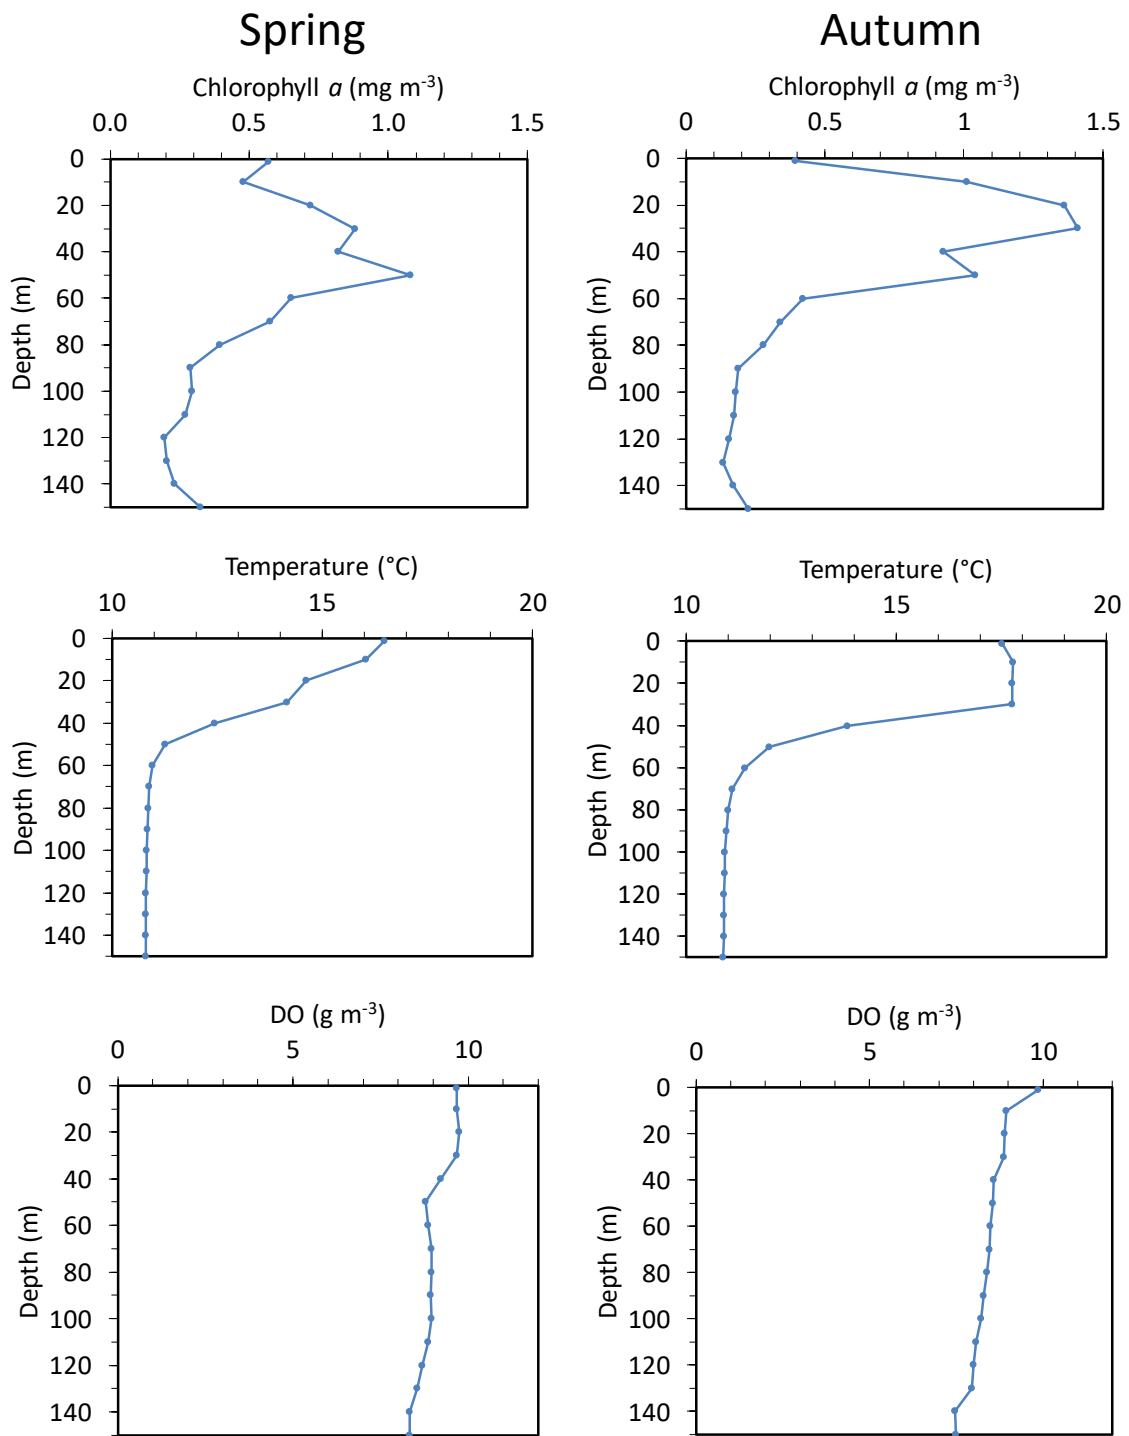 Spring Autumn
Chlorophyll a (mg m-3) Chlorophyll a (mg m-3)
0.0 0.5 1.0 1.5 0 0.5 1 1.5
0 0
20 20
40 40
60 60
80 80
100 100
120 120
140 140
Depth (m) Depth (m)
Temperature (°C) Temperature (°C)
10 15 20 10 15 20
0 0
20 20
40 40
60 60
80 80
100 100
120 120
140 140
Depth (m) Depth (m)
DO (g m-3) DO (g m-3)
0 5 10 0 5 10
0 0
20 20
40 40
60 60
80 80
100 100
120 120
140 140
Depth (m) Depth (m)